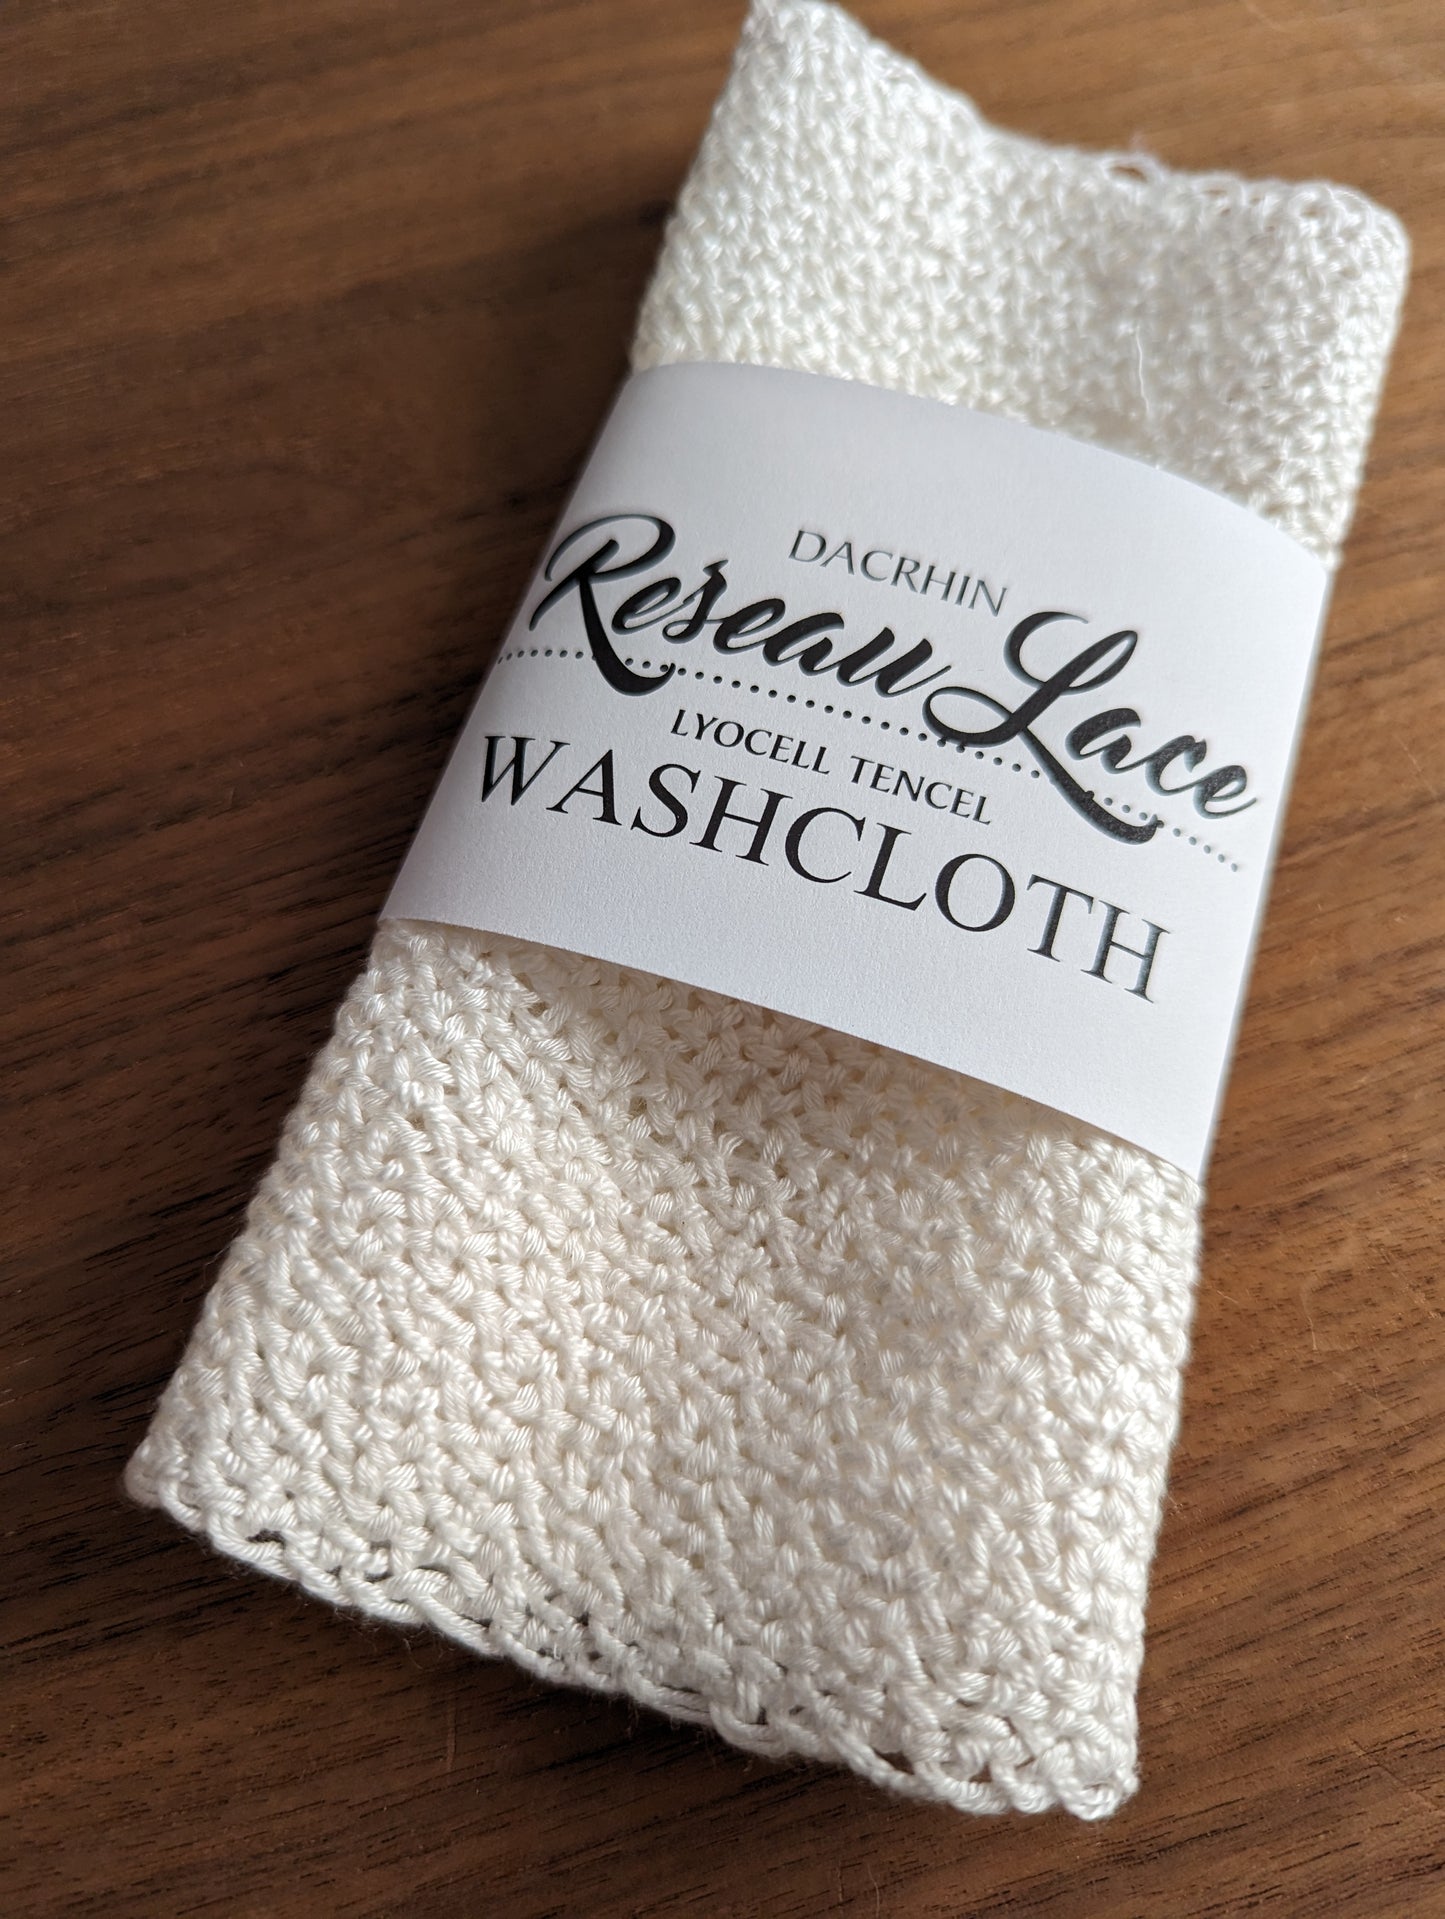 DACRHIN
Reseau Lace
LYOCELL TENCEL
WASHCLOTH